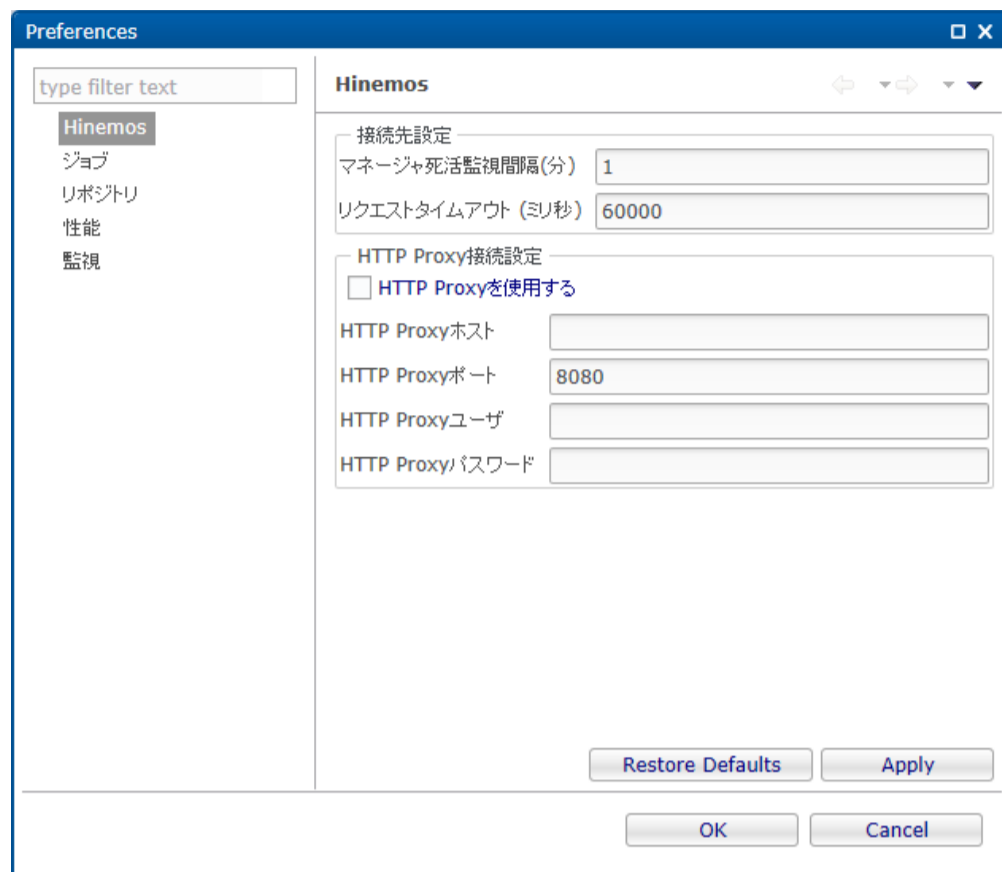 Preferences
type filter text
Hinemos
ジョブ
リポジトリ
性能
監視
Hinemos
接続先設定
マネージャ死活監視間隔(分) 1
リクエストタイムアウト (ミリ秒) 60000
HTTP Proxy接続設定
HTTP Proxyを使用する
HTTP Proxyホスト
HTTP Proxyポート 8080
HTTP Proxyユーザ
HTTP Proxyパスワード
Restore Defaults Apply
OK Cancel